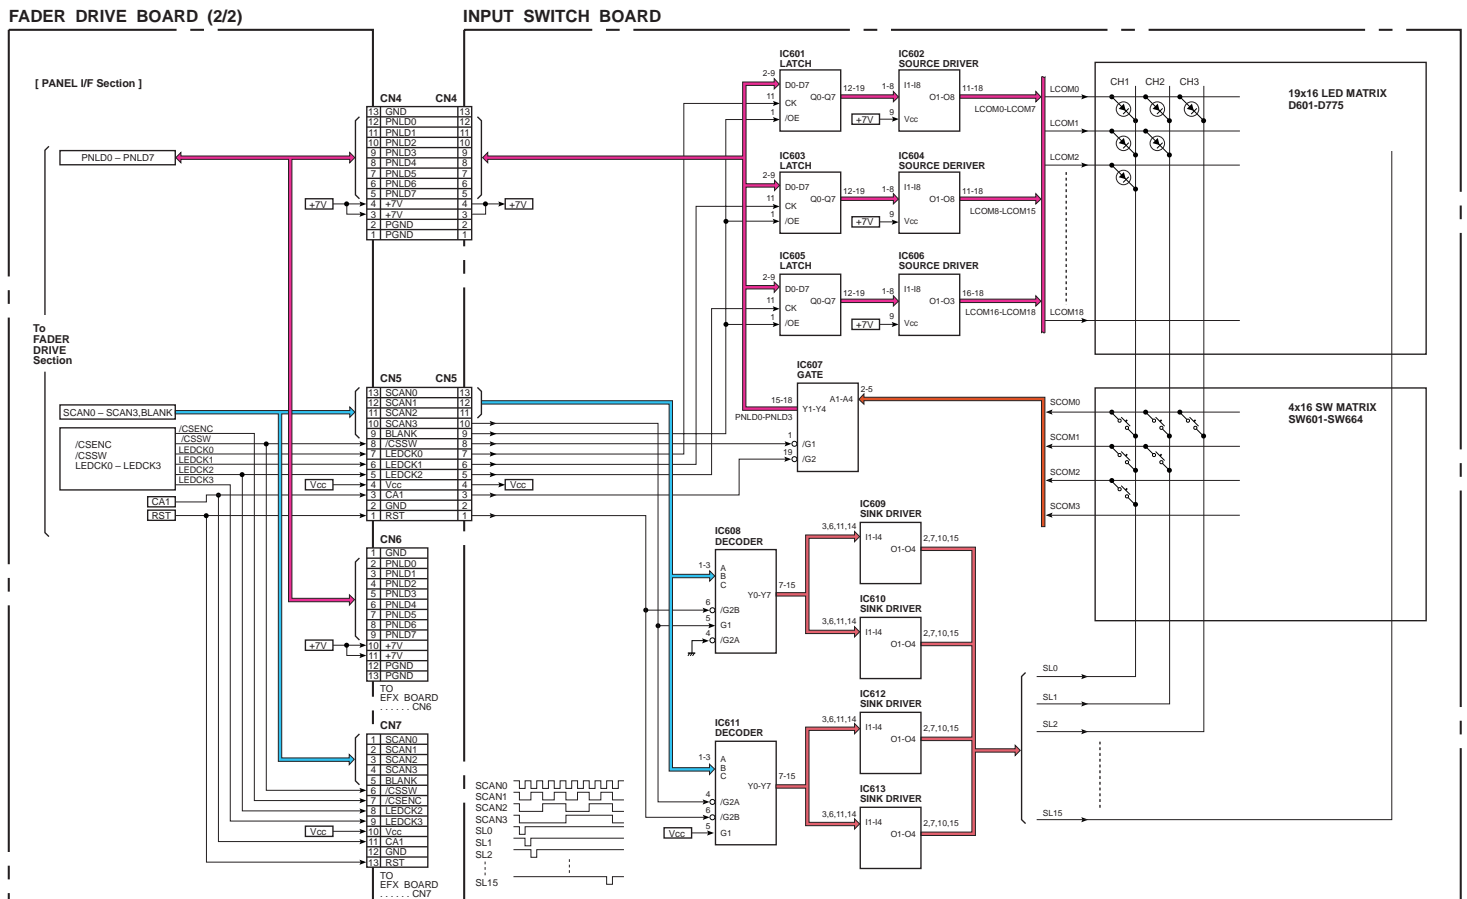 FADER DRIVE BOARD (2/2)
INPUT SWITCH BOARD
[ PANEL I/F Section ]
CN4
CN4
13 GND 13
12 PNLD0 12
11 PNLD1 11
10 PNLD2 10
9 PNLD3 9
8 PNLD4 8
7 PNLD5 7
6 PNLD6 6
5 PNLD7 5
4 +7V 4
3 +7V 3
2 PGND 2
1 PGND 1
PNLD0 – PNLD7
+7V
+7V
To
FADER
DRIVE
Section
CN5
CN5
13 SCAN0 13
12 SCAN1 12
11 SCAN2 11
10 SCAN3 10
9 BLANK 9
8 /CSSW 8
7 LEDCK0 7
6 LEDCK1 6
5 LEDCK2 5
4 Vcc 4
3 CA1 3
2 GND 2
1 RST 1
SCAN0 – SCAN3,BLANK
/CSENC
/CSSW
LEDCK0 – LEDCK3
/CSENC
/CSSW
LEDCK0
LEDCK1
LEDCK2
LEDCK3
Vcc
Vcc
CA1
RST
CN6
1 GND
2 PNLD0
3 PNLD1
4 PNLD2
5 PNLD3
6 PNLD4
7 PNLD5
8 PNLD6
9 PNLD7
10 +7V
11 +7V
12 PGND
13 PGND
+7V
TO
EFX BOARD
. . . . . . CN6
CN7
1 SCAN0
2 SCAN1
3 SCAN2
4 SCAN3
5 BLANK
6 /CSSW
7 /CSENC
8 LEDCK2
9 LEDCK3
10 Vcc
11 CA1
12 GND
13 RST
Vcc
TO
EFX BOARD
. . . . . . CN7
IC601
LATCH
2-9
D0-D7
11
CK
1
/OE
Q0-Q7
12-19
IC602
SOURCE DRIVER
1-8
I1-I8
O1-O8
+7V
9
Vcc
11-18
LCOM0-LCOM7
IC603
LATCH
2-9
D0-D7
11
CK
1
/OE
Q0-Q7
12-19
IC604
SOURCE DERIVER
1-8
I1-I8
O1-O8
+7V
9
Vcc
11-18
LCOM8-LCOM15
IC605
LATCH
2-9
D0-D7
11
CK
1
/OE
Q0-Q7
12-19
IC606
SOURCE DRIVER
1-8
I1-I8
O1-O3
+7V
9
Vcc
16-18
LCOM16-LCOM18
LCOM0
LCOM1
LCOM2
LCOM18
CH1
CH2
CH3
19x16 LED MATRIX
D601-D775
IC607
GATE
2-5
A1-A4
15-18
Y1-Y4
PNLD0-PNLD3
1
/G1
19
/G2
SCOM0
SCOM1
SCOM2
SCOM3
4x16 SW MATRIX
SW601-SW664
IC608
DECODER
1-3
A
B
C
Y0-Y7
7-15
6
/G2B
5
G1
4
/G2A
IC609
SINK DRIVER
3,6,11,14
I1-I4
O1-O4
2,7,10,15
IC610
SINK DRIVER
3,6,11,14
I1-I4
O1-O4
2,7,10,15
IC611
DECODER
1-3
A
B
C
Y0-Y7
7-15
4
/G2A
6
/G2B
Vcc
5
G1
IC612
SINK DRIVER
3,6,11,14
I1-I4
O1-O4
2,7,10,15
IC613
SINK DRIVER
3,6,11,14
I1-I4
O1-O4
2,7,10,15
SL0
SL1
SL2
SL15
SCAN0
SCAN1
SCAN2
SCAN3
SL0
SL1
SL2
SL15